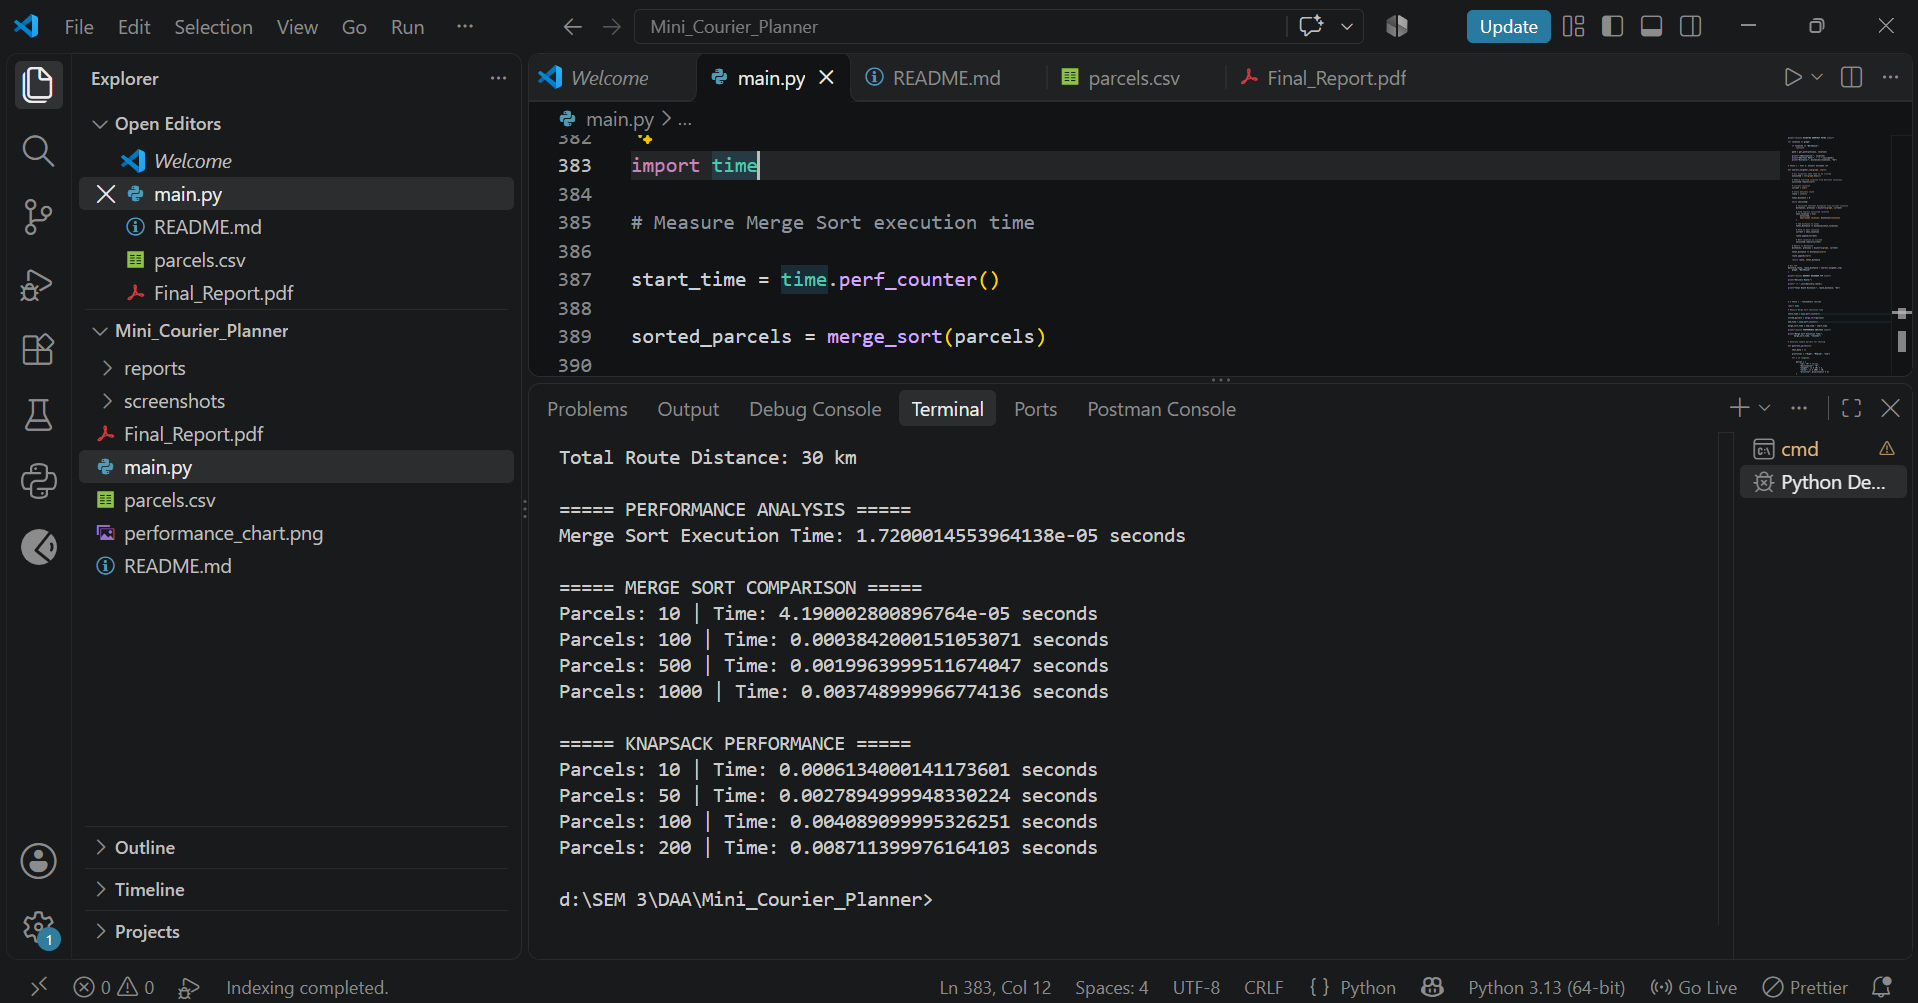 File Edit Selection View Go Run ···
Mini_Courier_Planner
Update
Explorer
Open Editors
Welcome
main.py
README.md
parcels.csv
Final_Report.pdf
Mini_Courier_Planner
reports
screenshots
Final_Report.pdf
main.py
parcels.csv
performance_chart.png
README.md
Outline
Timeline
Projects
1
Welcome main.py README.md parcels.csv Final_Report.pdf
main.py > ...
382
383 import time
384
385 # Measure Merge Sort execution time
386
387 start_time = time.perf_counter()
388
389 sorted_parcels = merge_sort(parcels)
390
Problems Output Debug Console Terminal Ports Postman Console
cmd
Python De...
Total Route Distance: 30 km
===== PERFORMANCE ANALYSIS =====
Merge Sort Execution Time: 1.7200014553964138e-05 seconds
===== MERGE SORT COMPARISON =====
Parcels: 10 | Time: 4.190002800896764e-05 seconds
Parcels: 100 | Time: 0.0003842000151053071 seconds
Parcels: 500 | Time: 0.0019963999511674047 seconds
Parcels: 1000 | Time: 0.003748999966774136 seconds
===== KNAPSACK PERFORMANCE =====
Parcels: 10 | Time: 0.0006134000141173601 seconds
Parcels: 50 | Time: 0.0027894999948330224 seconds
Parcels: 100 | Time: 0.004089099995326251 seconds
Parcels: 200 | Time: 0.008711399976164103 seconds
d:\SEM 3\DAA\Mini_Courier_Planner>
0 0 Indexing completed. Ln 383, Col 12 Spaces: 4 UTF-8 CRLF { } Python Python 3.13 (64-bit) Go Live Prettier